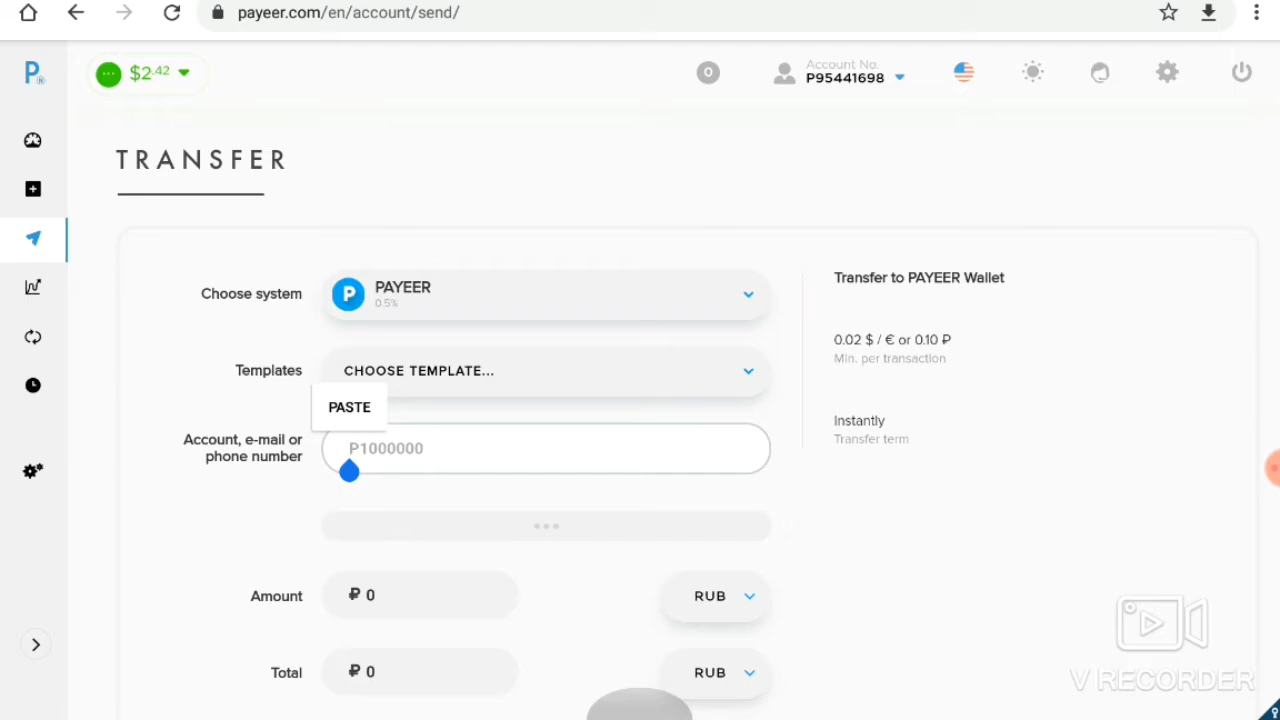 payeer.com/en/account/send/
P®
$2.42
0
Account No.
P95441698
TRANSFER
Choose system
P
PAYEER
0.5%
Transfer to PAYEER Wallet
Templates
CHOOSE TEMPLATE...
0.02 $ / € or 0.10 ₽
Min. per transaction
PASTE
Account, e-mail or
phone number
P1000000
Instantly
Transfer term
Amount
₽ 0
RUB
Total
₽ 0
RUB
V RECORDER